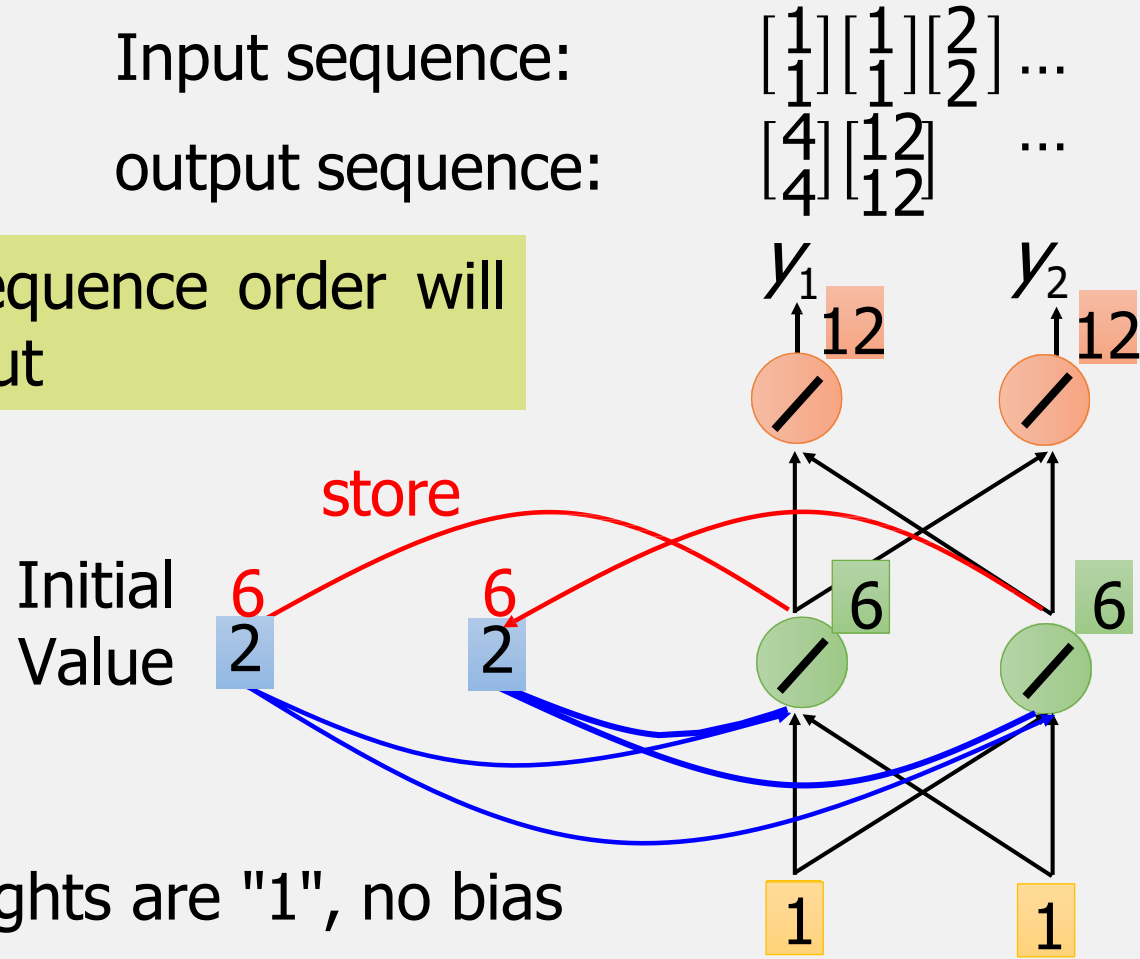 Input sequence: [1 1] [1 1] [2 2] ...
output sequence: [4 4] [12 12] ...
equence order will
ut
y1 12 y2 12
store
Initial 6 6 6 6
Value 2 2
ghts are "1", no bias
1 1